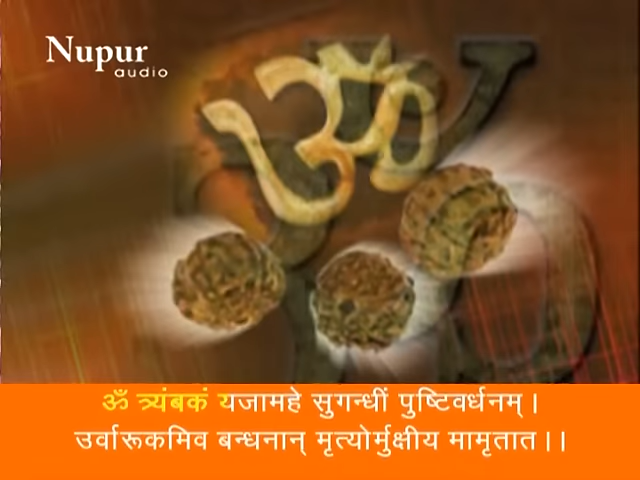 Nupur
audio
ॐ
ॐ त्र्यंबकं यजामहे सुगन्धीं पुष्टिवर्धनम् ।
उर्वारूकमिव बन्धनान् मृत्योर्मुक्षीय मामृतात ।।